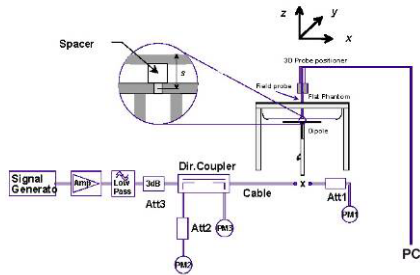 z
y
x
Spacer
s
3D Probe positioner
Field probe
Flat Phantom
Dipole
Signal
Generato
Amp
Low
Pass
3dB
Att3
Dir.Coupler
Cable
x
Att1
PM1
Att2
PM3
PM2
PC